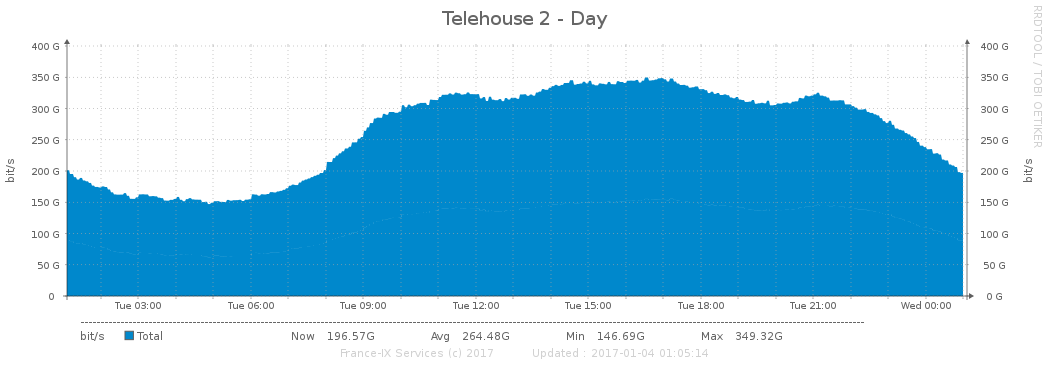 Telehouse 2 - Day
RRDTOOL / TOBI OETIKER
400 G 400 G
350 G 350 G
300 G 300 G
250 G 250 G
200 G 200 G
150 G 150 G
100 G 100 G
50 G 50 G
0 0 G
bit/s bit/s
Tue 03:00 Tue 06:00 Tue 09:00 Tue 12:00 Tue 15:00 Tue 18:00 Tue 21:00 Wed 00:00
bit/s Total Now 196.57G Avg 264.48G Min 146.69G Max 349.32G
France-IX Services (c) 2017 Updated : 2017-01-04 01:05:14